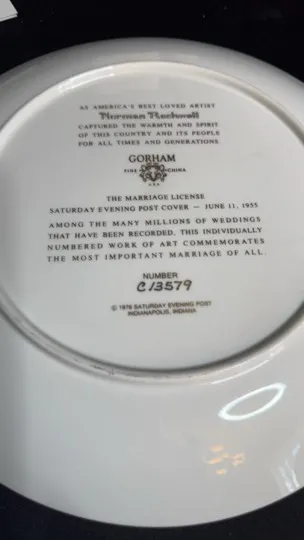 AS AMERICA'S BEST LOVED ARTIST
Norman Rockwell
CAPTURED THE WARMTH AND SPIRIT
OF THIS COUNTRY AND ITS PEOPLE
FOR ALL TIMES AND GENERATIONS
GORHAM
FINE CHINA
USA
THE MARRIAGE LICENSE
SATURDAY EVENING POST COVER — JUNE 11, 1955
AMONG THE MANY MILLIONS OF WEDDINGS
THAT HAVE BEEN RECORDED, THIS INDIVIDUALLY
NUMBERED WORK OF ART COMMEMORATES
THE MOST IMPORTANT MARRIAGE OF ALL.
NUMBER
C13579
© 1976 SATURDAY EVENING POST
INDIANAPOLIS, INDIANA